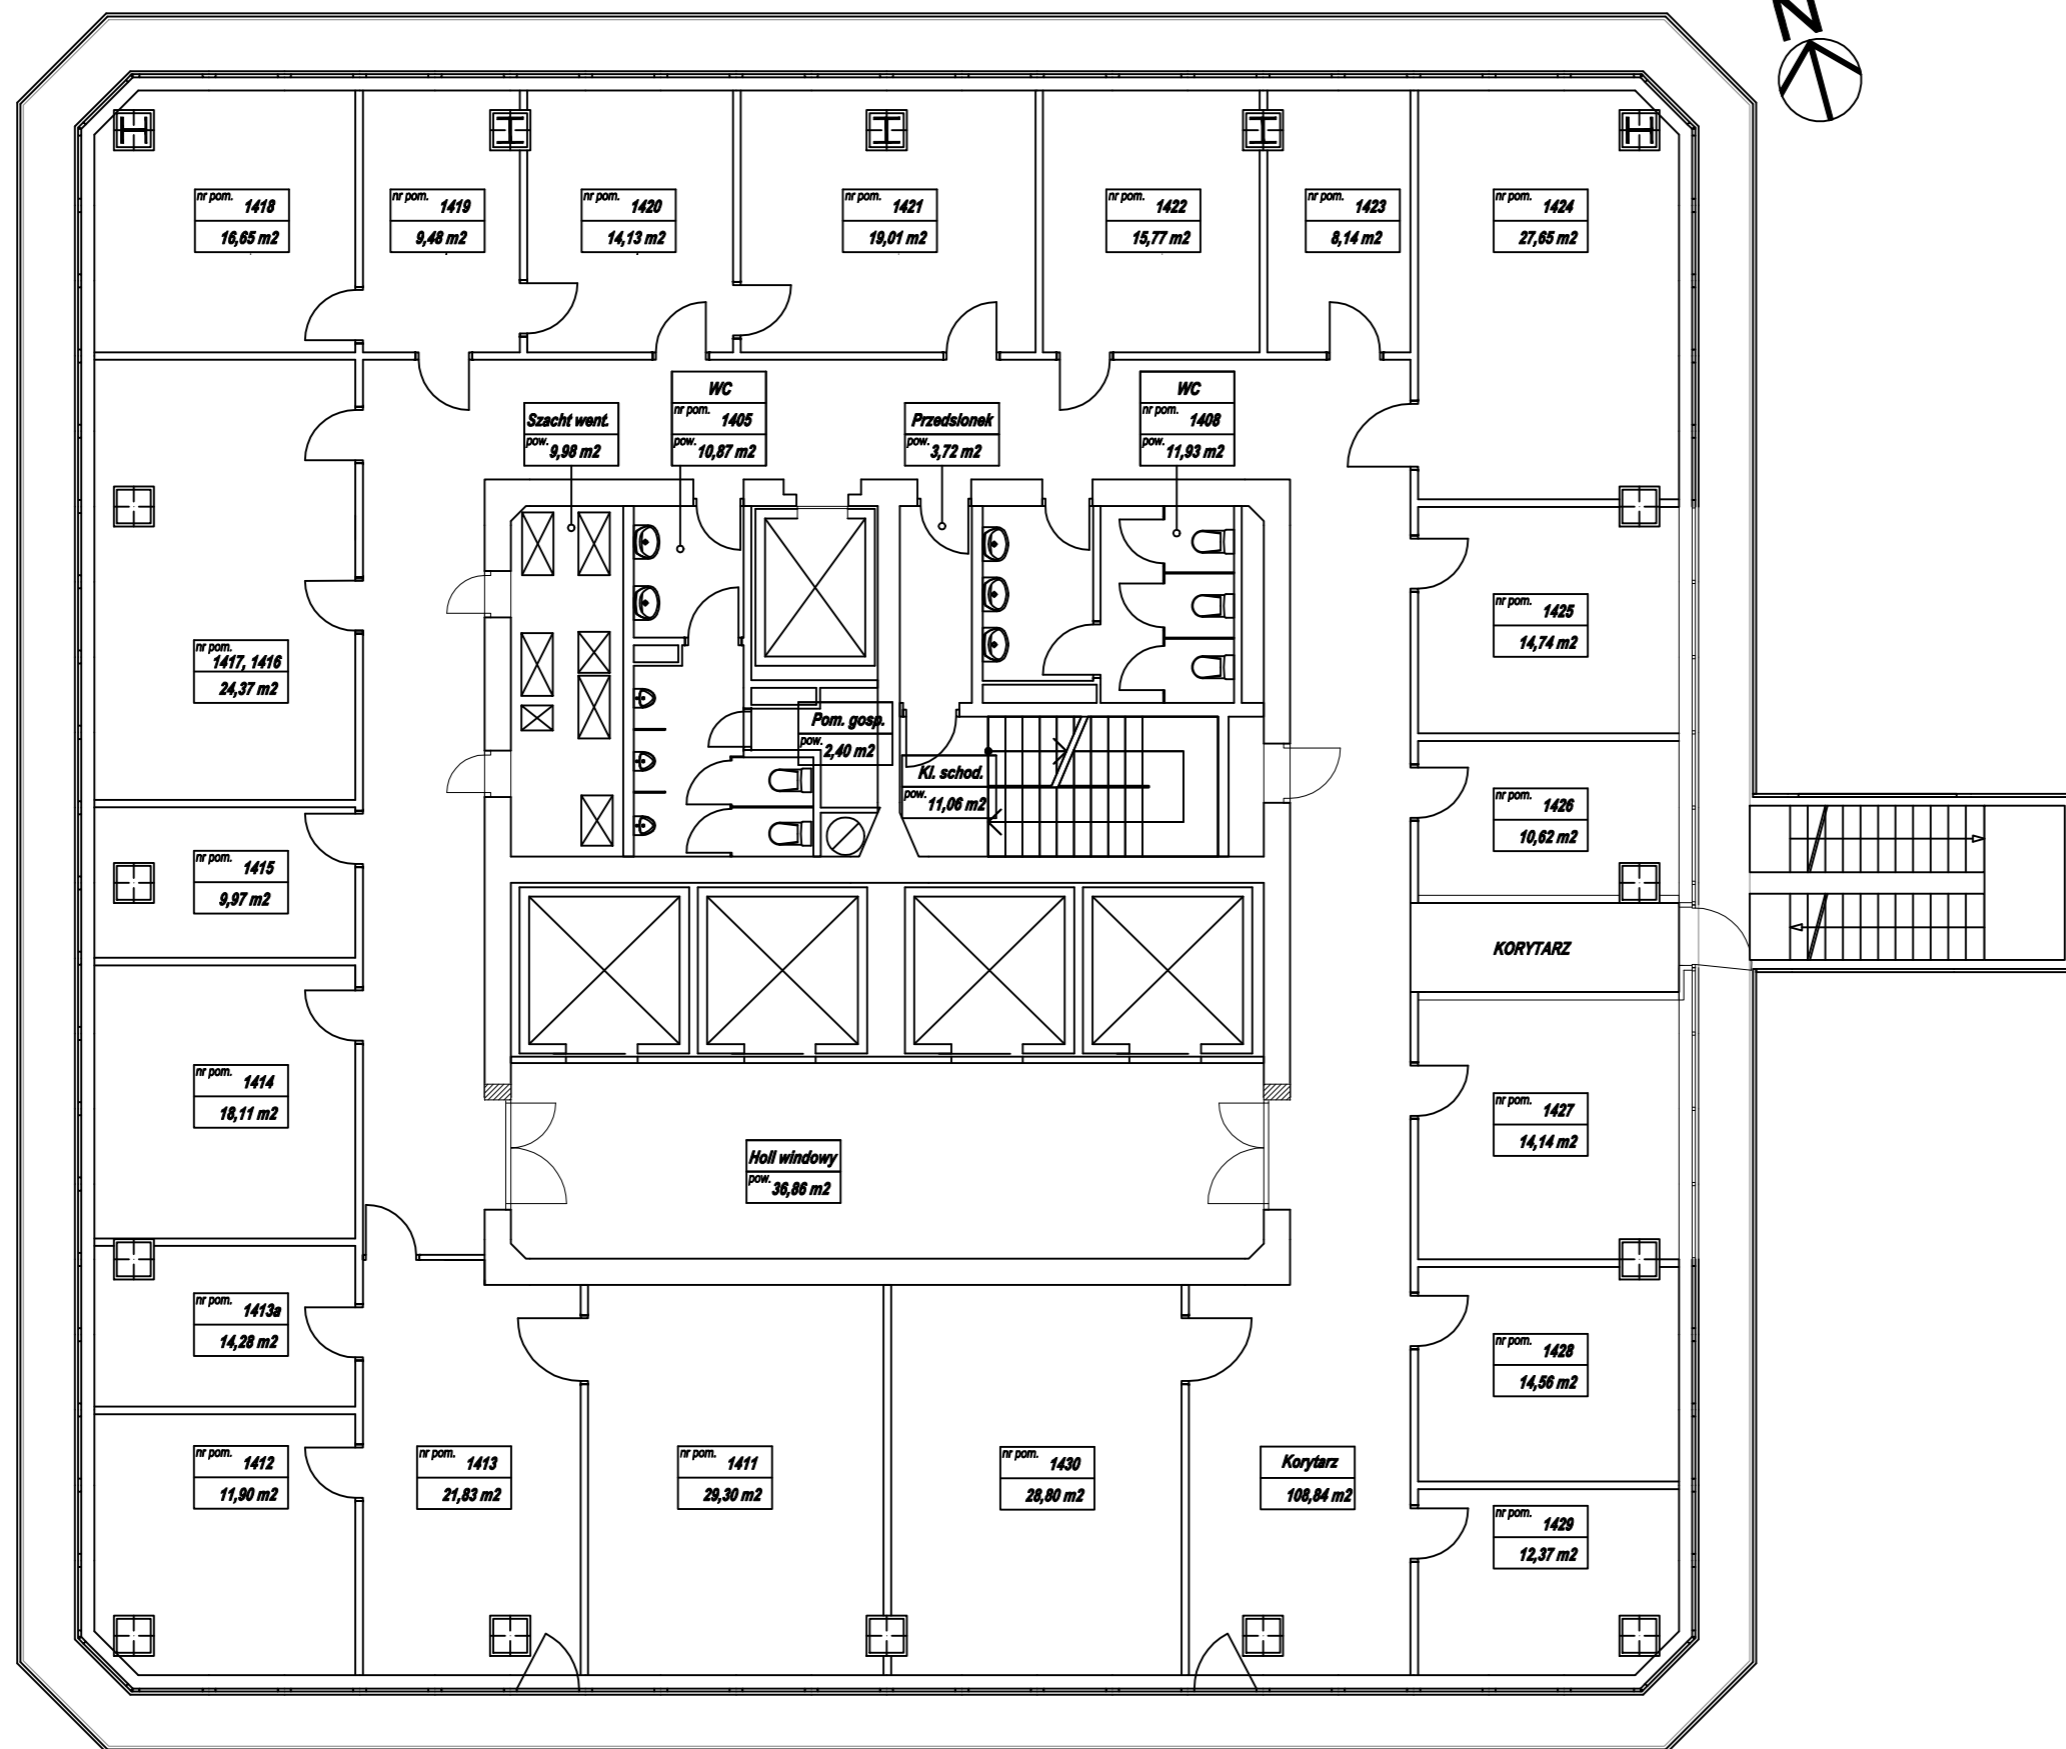 N
nr pom. 1418
16,65 m2
nr pom. 1419
9,48 m2
nr pom. 1420
14,13 m2
nr pom. 1421
19,01 m2
nr pom. 1422
15,77 m2
nr pom. 1423
8,14 m2
nr pom. 1424
27,65 m2
Szacht went.
pow. 9,98 m2
WC
nr pom. 1405
pow. 10,87 m2
Przedsionek
pow. 3,72 m2
WC
nr pom. 1408
pow. 11,93 m2
nr pom.
1417, 1416
24,37 m2
Pom. gosp.
pow. 2,40 m2
Kl. schod.
pow. 11,06 m2
nr pom. 1425
14,74 m2
nr pom. 1426
10,62 m2
nr pom. 1415
9,97 m2
KORYTARZ
nr pom. 1414
18,11 m2
Holl windowy
pow. 36,86 m2
nr pom. 1427
14,14 m2
nr pom. 1413a
14,28 m2
nr pom. 1428
14,56 m2
nr pom. 1412
11,90 m2
nr pom. 1413
21,83 m2
nr pom. 1411
29,30 m2
nr pom. 1430
28,80 m2
Korytarz
108,84 m2
nr pom. 1429
12,37 m2